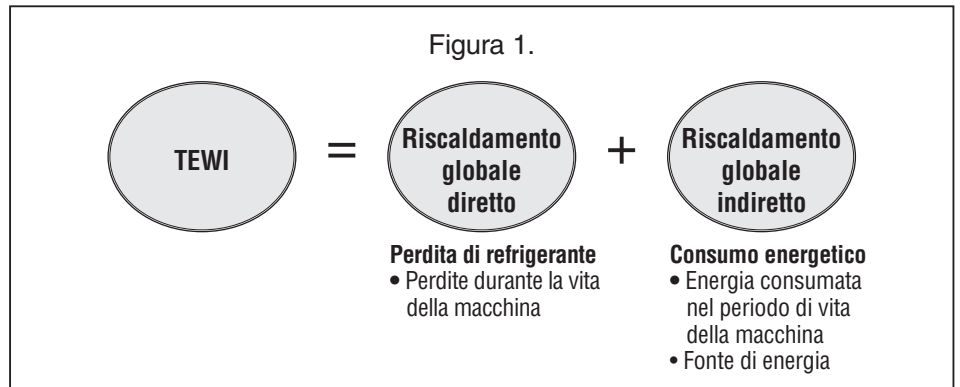 Figura 1.
TEWI
=
Riscaldamento
globale
diretto
+
Riscaldamento
globale
indiretto
Perdita di refrigerante
• Perdite durante la vita
della macchina
Consumo energetico
• Energia consumata
nel periodo di vita
della macchina
• Fonte di energia